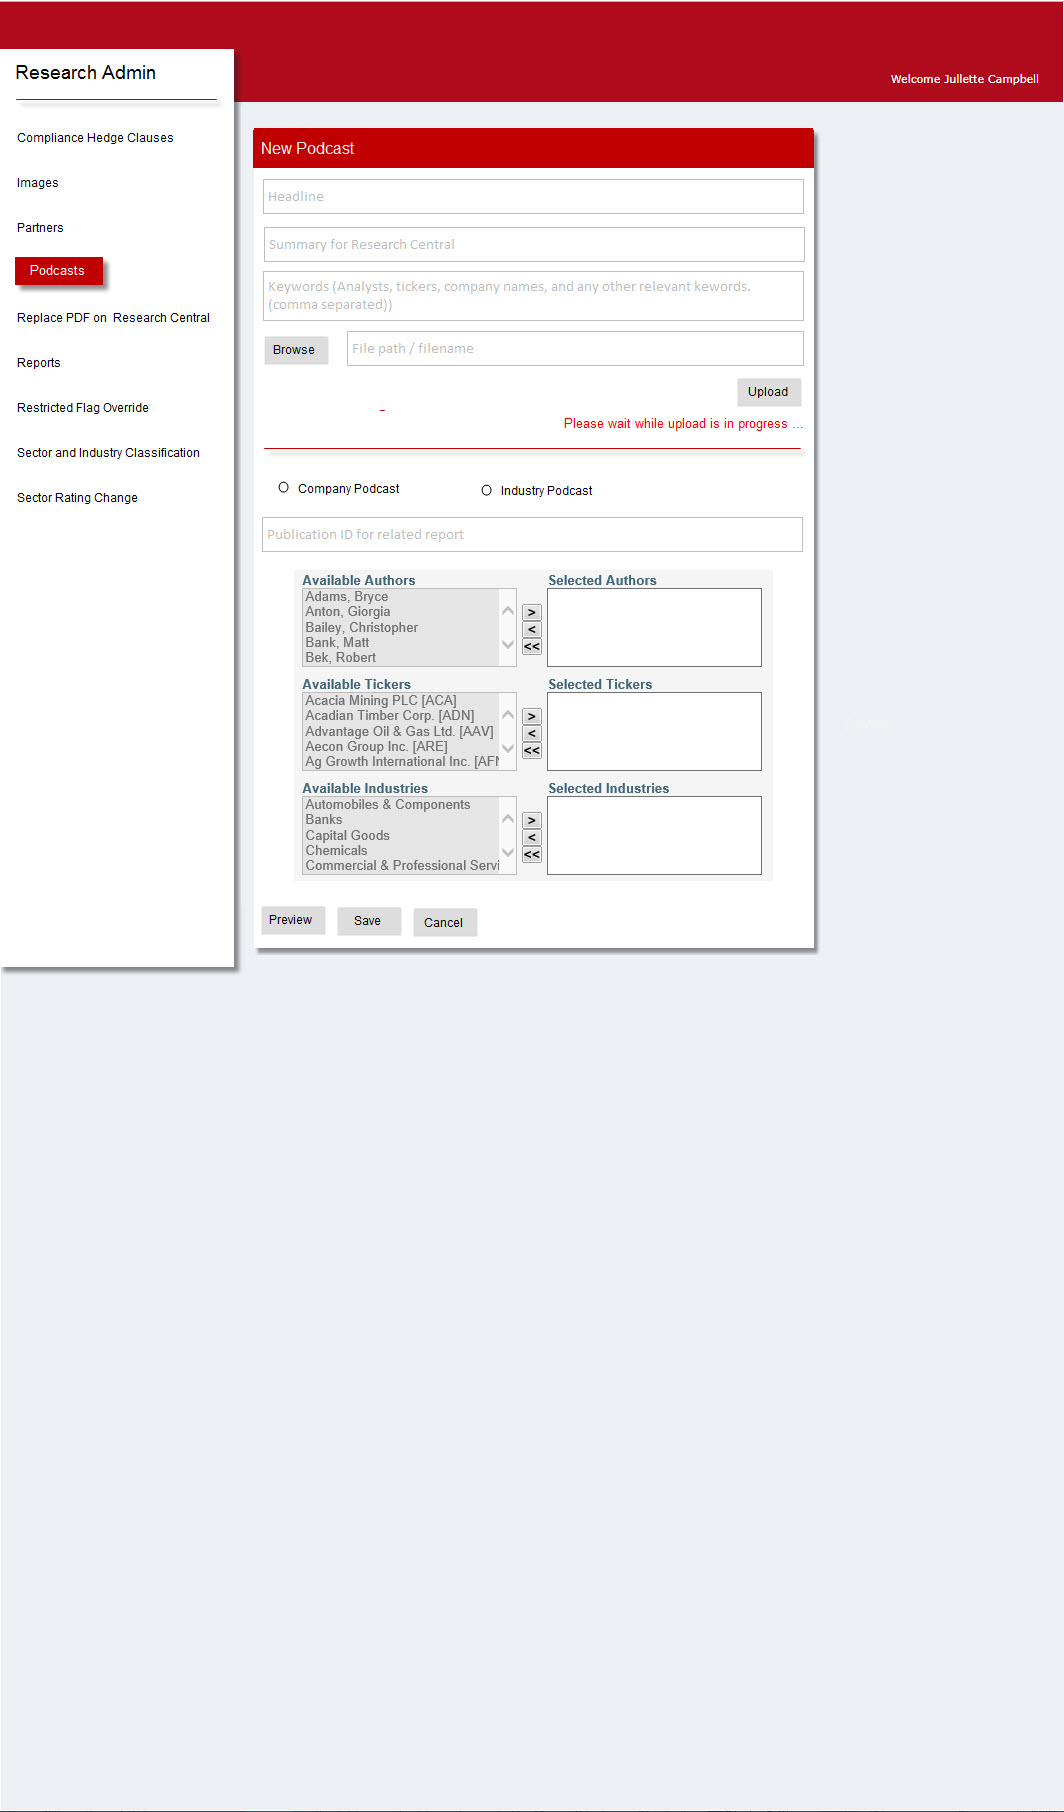 Research Admin
Welcome Jullette Campbell
Compliance Hedge Clauses
Images
Partners
Podcasts
Replace PDF on  Research Central
Reports
Restricted Flag Override
Sector and Industry Classification
Sector Rating Change
New Podcast
Headline
Summary for Research Central
Keywords (Analysts, tickers, company names, and any other relevant kewords.
(comma separated))
Browse
File path / filename
Upload
Please wait while upload is in progress ...
Company Podcast
Industry Podcast
Publication ID for related report
Available Authors
Selected Authors
Adams, Bryce
Anton, Giorgia
Bailey, Christopher
Bank, Matt
Bek, Robert
>
<
<<
Available Tickers
Selected Tickers
Acacia Mining PLC [ACA]
Acadian Timber Corp. [ADN]
Advantage Oil & Gas Ltd. [AAV]
Aecon Group Inc. [ARE]
Ag Growth International Inc. [AFN
>
<
<<
Available Industries
Selected Industries
Automobiles & Components
Banks
Capital Goods
Chemicals
Commercial & Professional Servi
>
<
<<
Preview
Save
Cancel